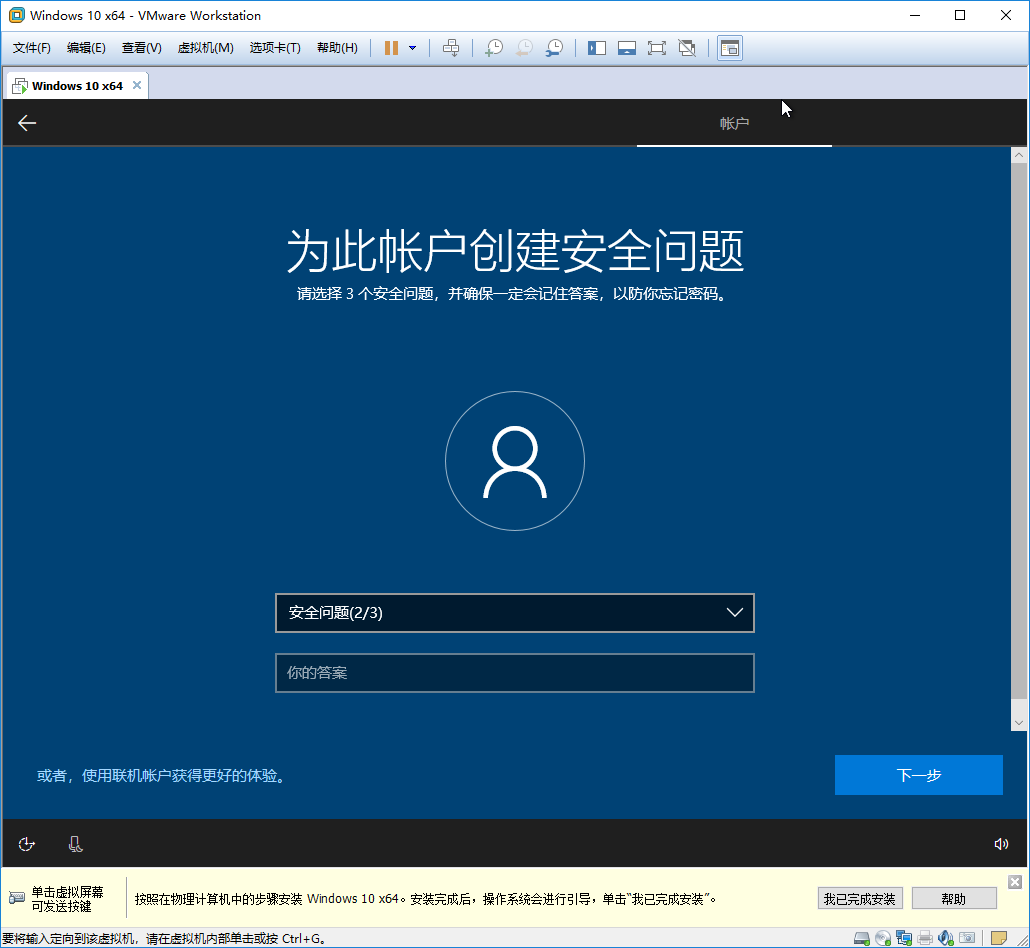 Windows 10 x64 - VMware Workstation
文件(F) 编辑(E) 查看(V) 虚拟机(M) 选项卡(T) 帮助(H)
Windows 10 x64
帐户
为此帐户创建安全问题
请选择 3 个安全问题，并确保一定会记住答案，以防你忘记密码。
安全问题(2/3)
你的答案
或者，使用联机帐户获得更好的体验。
下一步
单击虚拟屏幕
可发送按键
按照在物理计算机中的步骤安装 Windows 10 x64。安装完成后，操作系统会进行引导，单击“我已完成安装”。
我已完成安装
帮助
要将输入定向到该虚拟机，请在虚拟机内部单击或按 Ctrl+G。